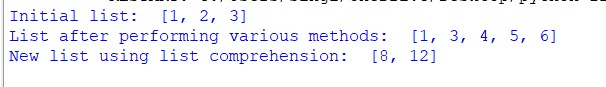 Initial list:  [1, 2, 3]
List after performing various methods:  [1, 3, 4, 5, 6]
New list using list comprehension:  [8, 12]